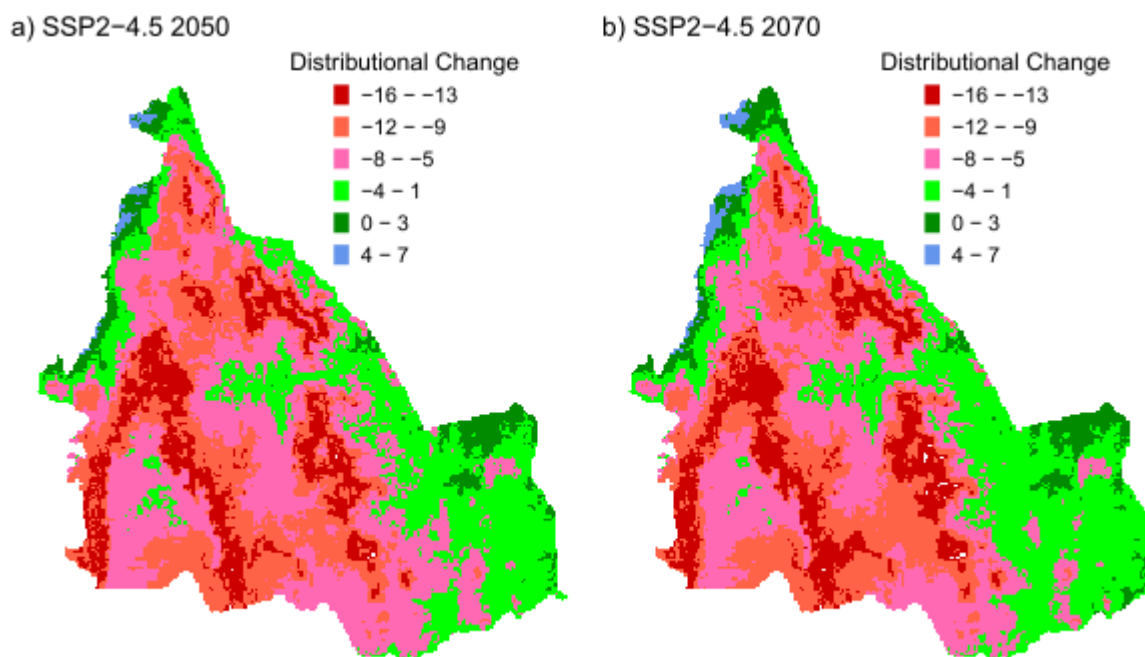 a) SSP2−4.5 2050
Distributional Change
−16 − −13
−12 − −9
−8 − −5
−4 − 1
0 − 3
4 − 7
b) SSP2−4.5 2070
Distributional Change
−16 − −13
−12 − −9
−8 − −5
−4 − 1
0 − 3
4 − 7